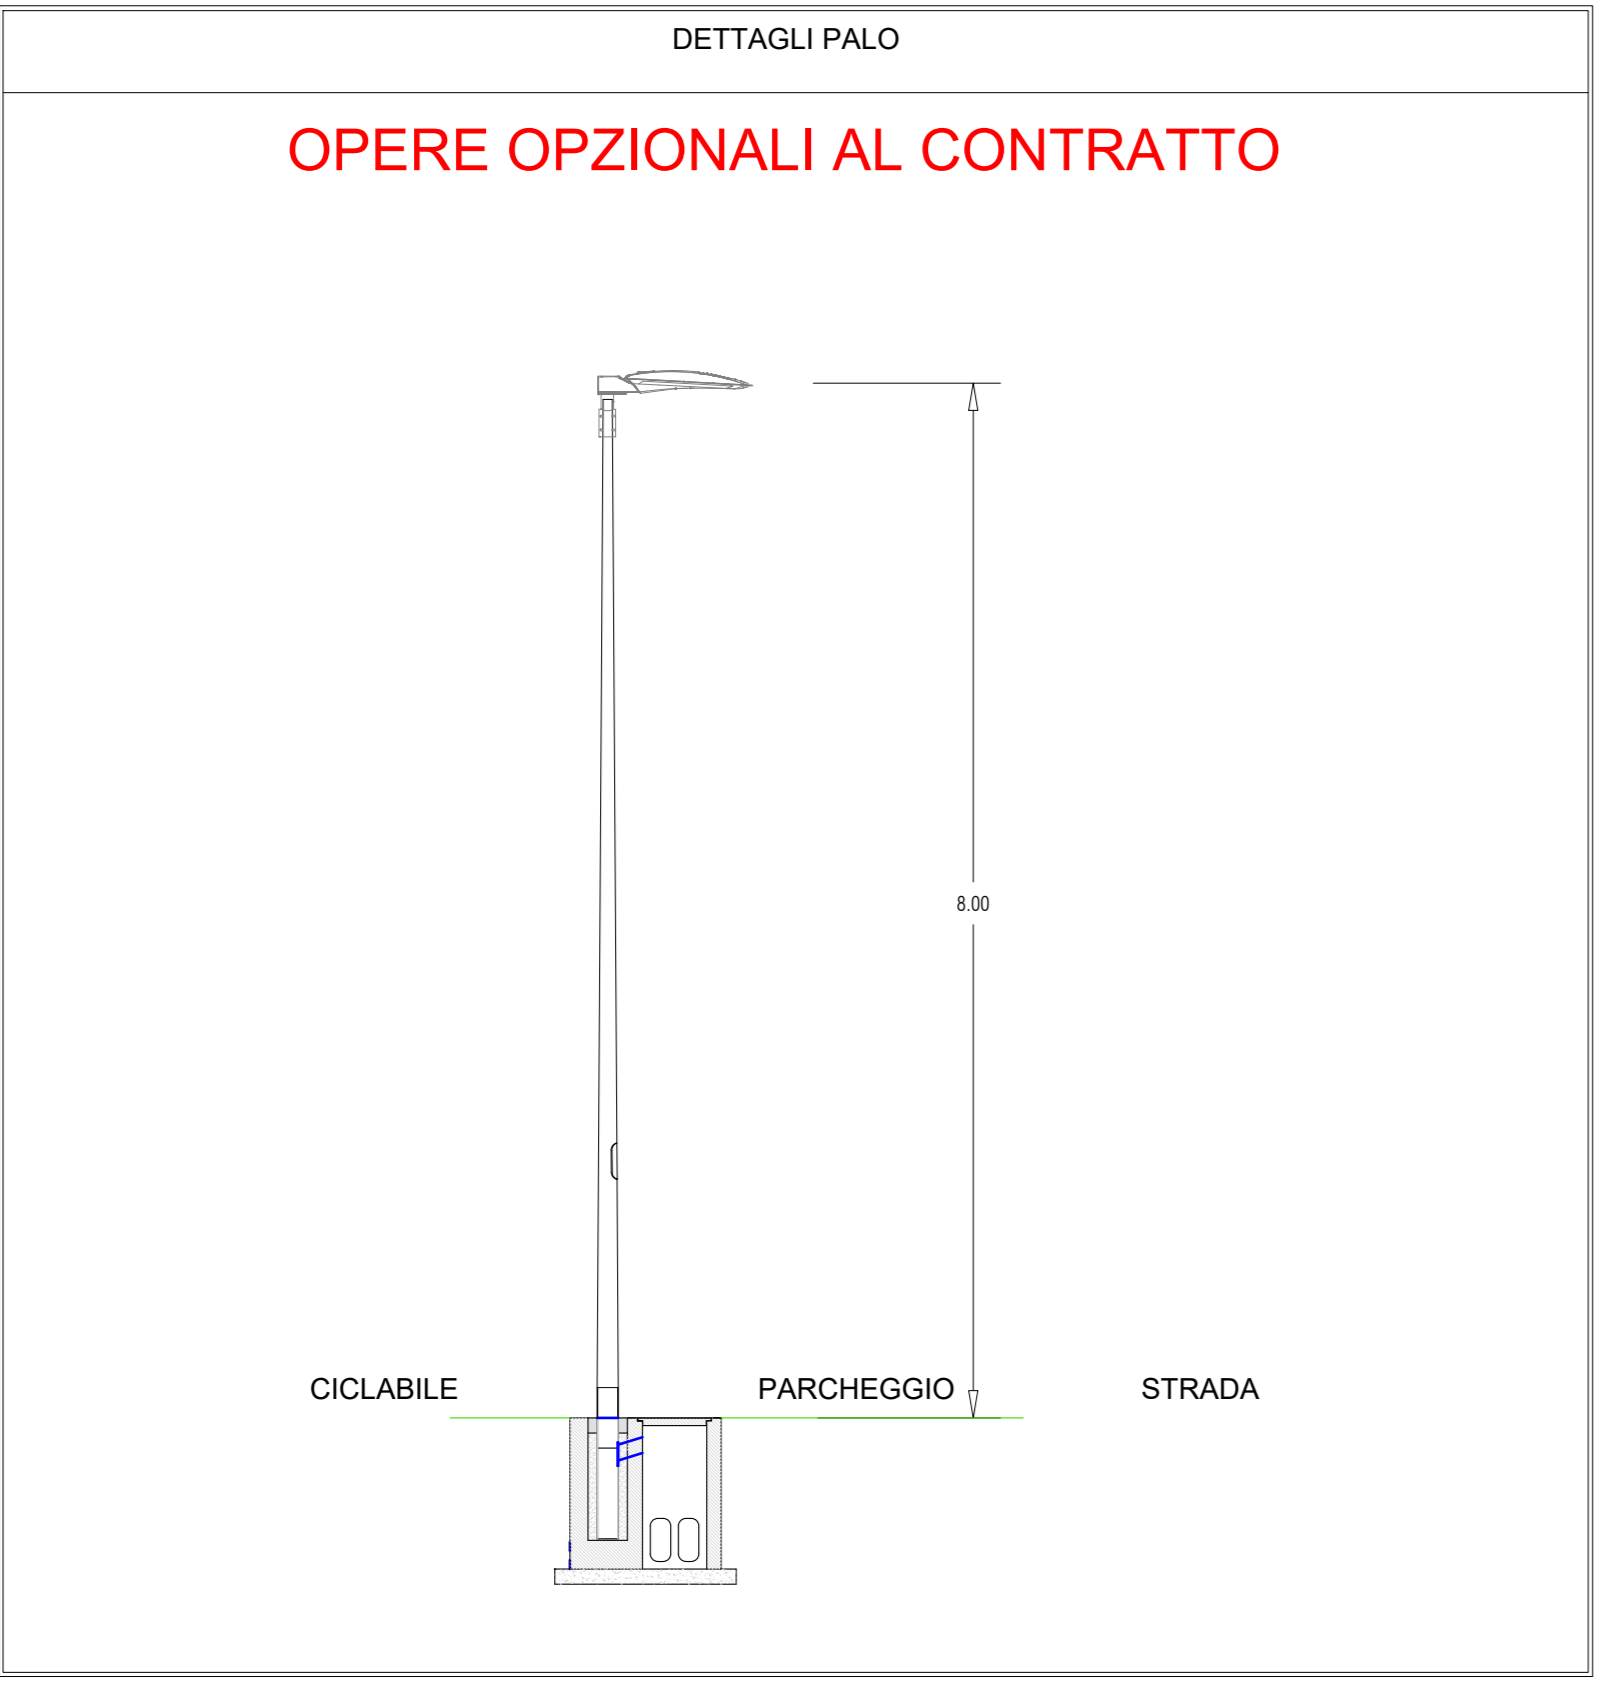 DETTAGLI PALO
OPERE OPZIONALI AL CONTRATTO
8.00
CICLABILE PARCHEGGIO STRADA